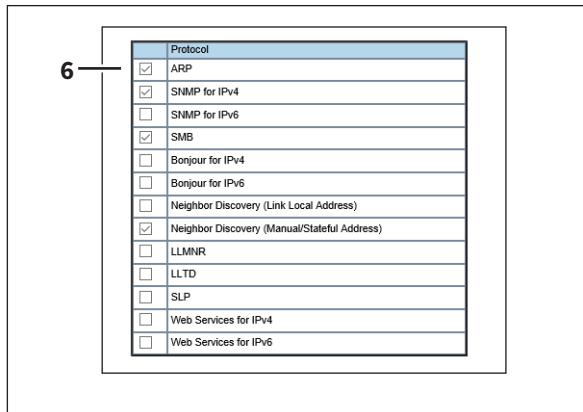 Protocol
6
ARP
SNMP for IPv4
SNMP for IPv6
SMB
Bonjour for IPv4
Bonjour for IPv6
Neighbor Discovery (Link Local Address)
Neighbor Discovery (Manual/Stateful Address)
LLMNR
LLTD
SLP
Web Services for IPv4
Web Services for IPv6